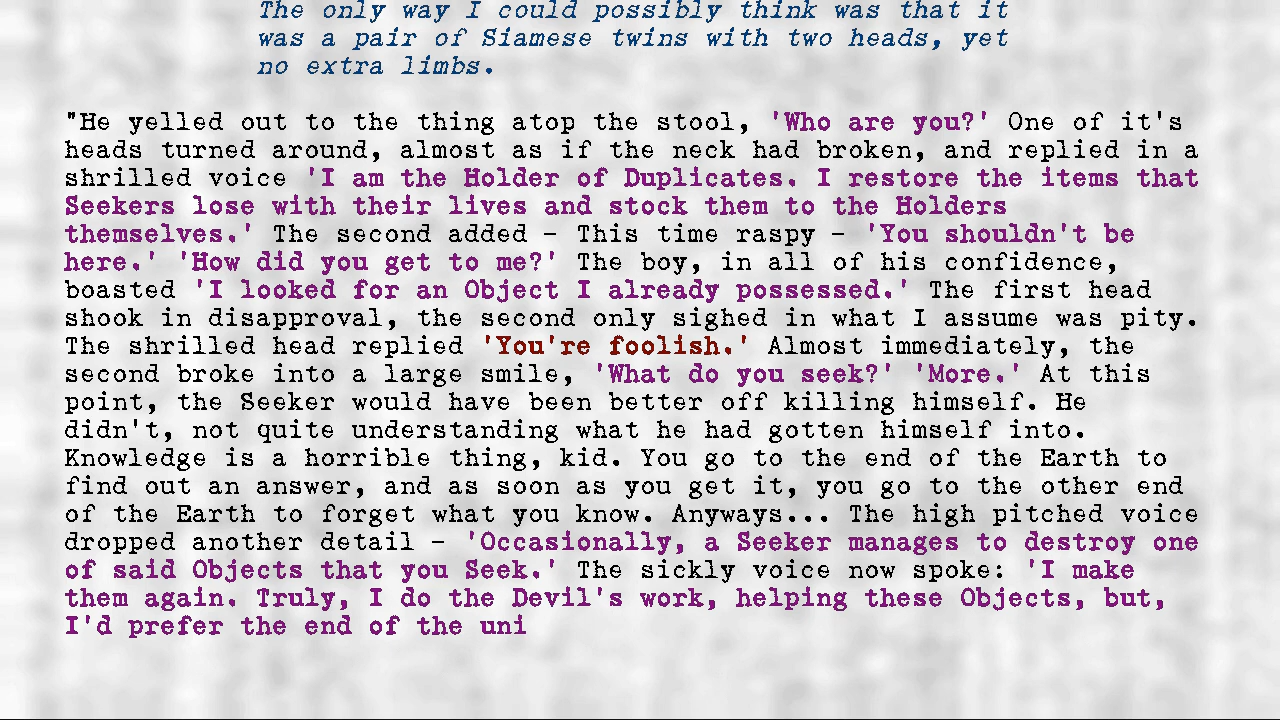 The only way I could possibly think was that it
was a pair of Siamese twins with two heads, yet
no extra limbs.
"He yelled out to the thing atop the stool, 'Who are you?' One of it's
heads turned around, almost as if the neck had broken, and replied in a
shrilled voice 'I am the Holder of Duplicates. I restore the items that
Seekers lose with their lives and stock them to the Holders
themselves.' The second added - This time raspy - 'You shouldn't be
here.' 'How did you get to me?' The boy, in all of his confidence,
boasted 'I looked for an Object I already possessed.' The first head
shook in disapproval, the second only sighed in what I assume was pity.
The shrilled head replied 'You're foolish.' Almost immediately, the
second broke into a large smile, 'What do you seek?' 'More.' At this
point, the Seeker would have been better off killing himself. He
didn't, not quite understanding what he had gotten himself into.
Knowledge is a horrible thing, kid. You go to the end of the Earth to
find out an answer, and as soon as you get it, you go to the other end
of the Earth to forget what you know. Anyways... The high pitched voice
dropped another detail - 'Occasionally, a Seeker manages to destroy one
of said Objects that you Seek.' The sickly voice now spoke: 'I make
them again. Truly, I do the Devil's work, helping these Objects, but,
I'd prefer the end of the uni